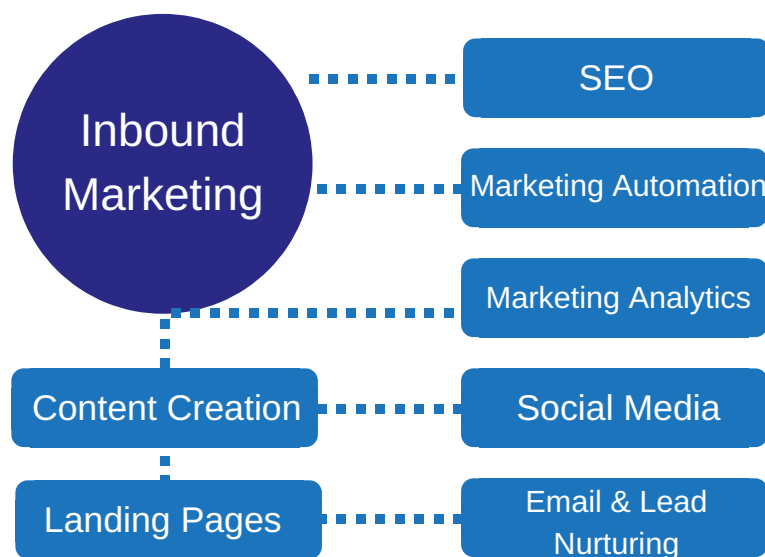 Inbound
Marketing
SEO
Marketing Automation
Marketing Analytics
Content Creation
Social Media
Landing Pages
Email & Lead
Nurturing